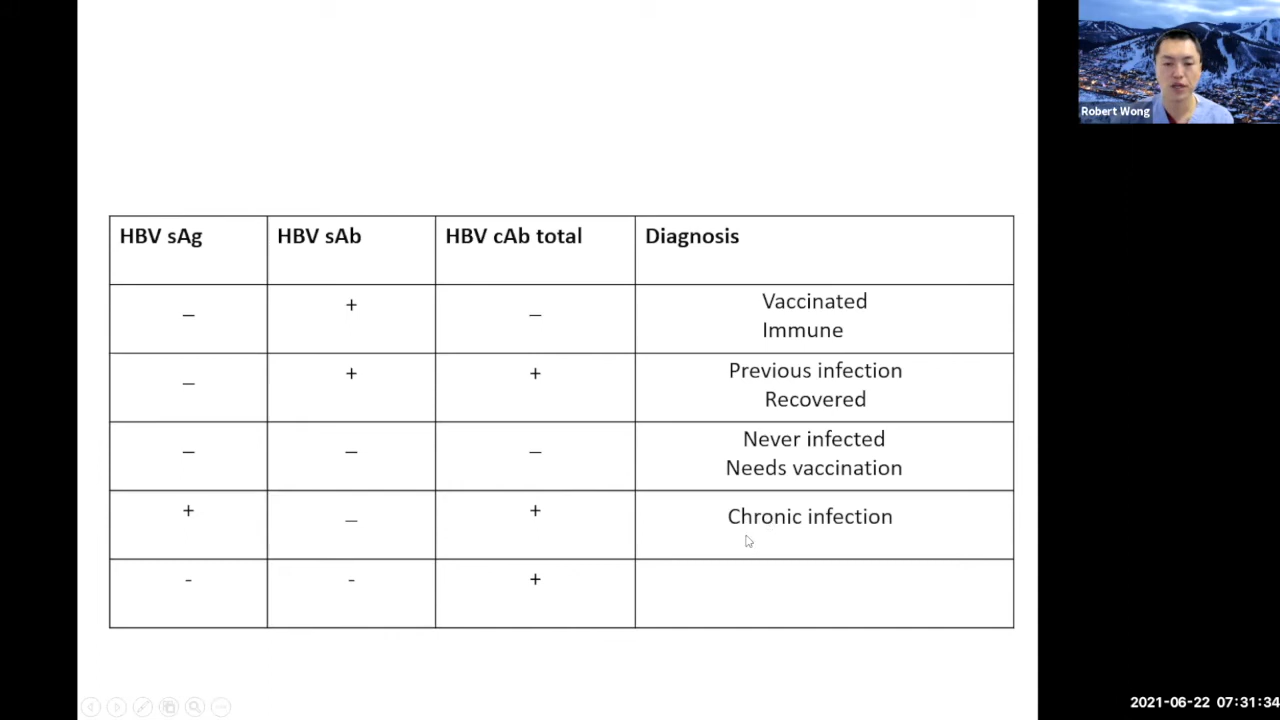 Robert Wong
HBV sAg HBV sAb HBV cAb total Diagnosis
– + – Vaccinated
Immune
– + + Previous infection
Recovered
– – – Never infected
Needs vaccination
+ – + Chronic infection
- - +
2021-06-22 07:31:34